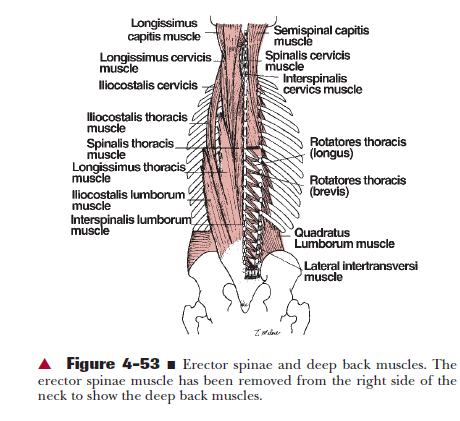 Longissimus
capitis muscle
Longissimus cervicis
muscle
Iliocostalis cervicis
Iliocostalis thoracis
muscle
Spinalis thoracis
muscle
Longissimus thoracis
muscle
Iliocostalis lumborum
muscle
Interspinalis lumborum
muscle
Semispinal capitis
muscle
Spinalis cervicis
muscle
Interspinalis
cervics muscle
Rotatores thoracis
(longus)
Rotatores thoracis
(brevis)
Quadratus
Lumborum muscle
Lateral intertransversi
muscle
▲ Figure 4-53 ■ Erector spinae and deep back muscles. The
erector spinae muscle has been removed from the right side of the
neck to show the deep back muscles.